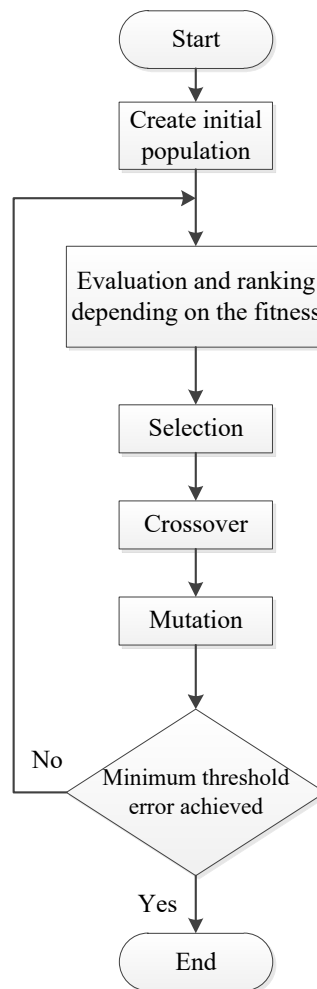 Start
Create initial
population
Evaluation and ranking
depending on the fitness
Selection
Crossover
Mutation
No
Minimum threshold
error achieved
Yes
End